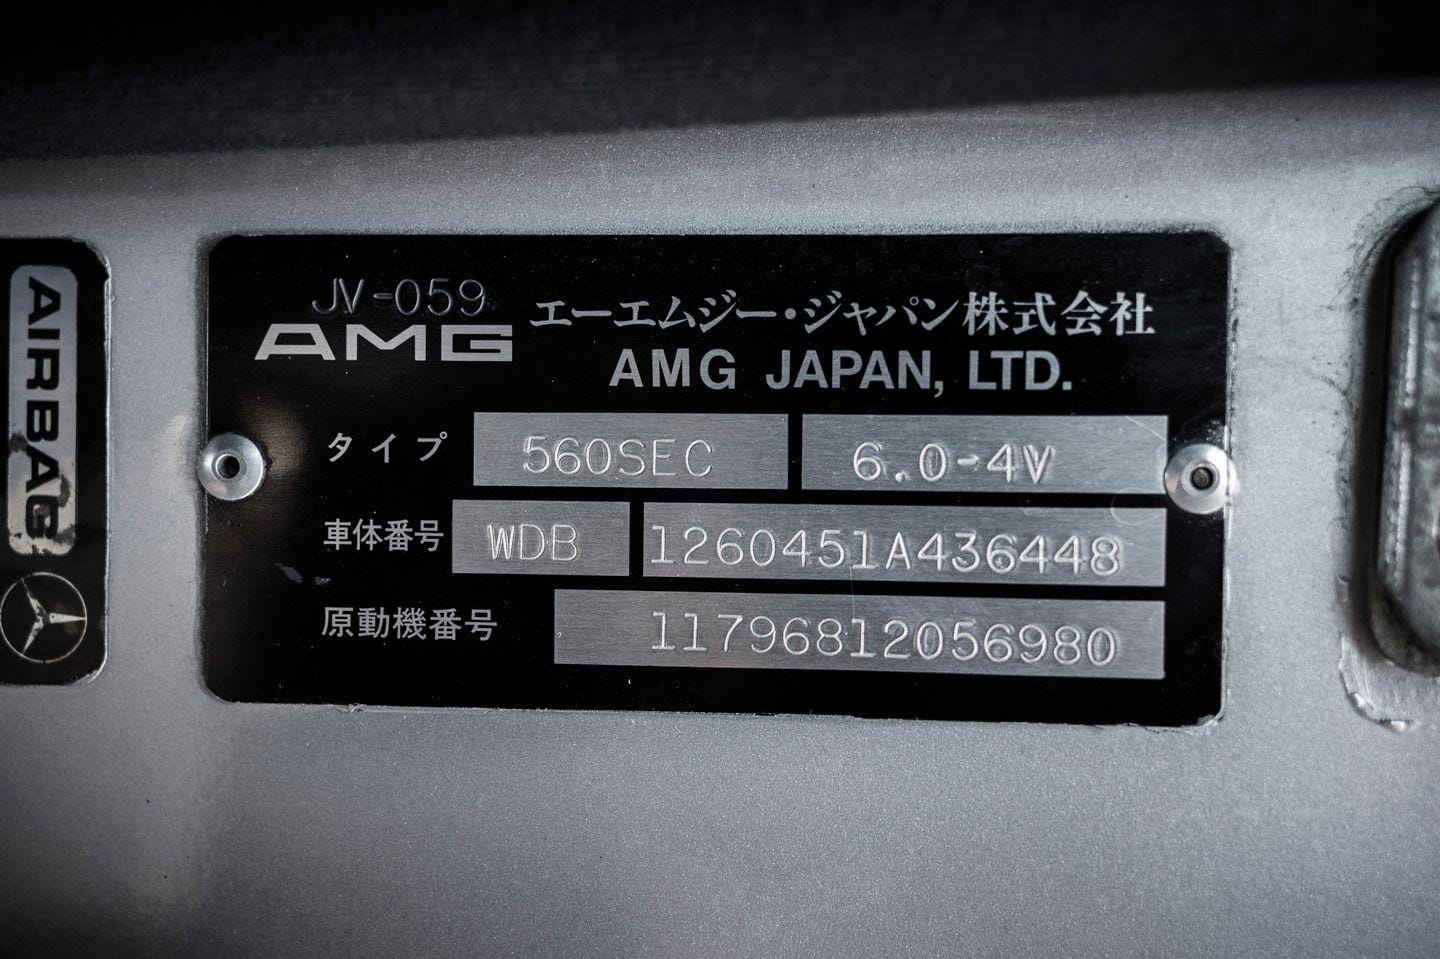 AIRBAG
JV-059
AMG
エーエムジー・ジャパン株式会社
AMG JAPAN, LTD.
タイプ 560SEC 6.0-4V
車体番号 WDB 1260451A436448
原動機番号 11796812056980